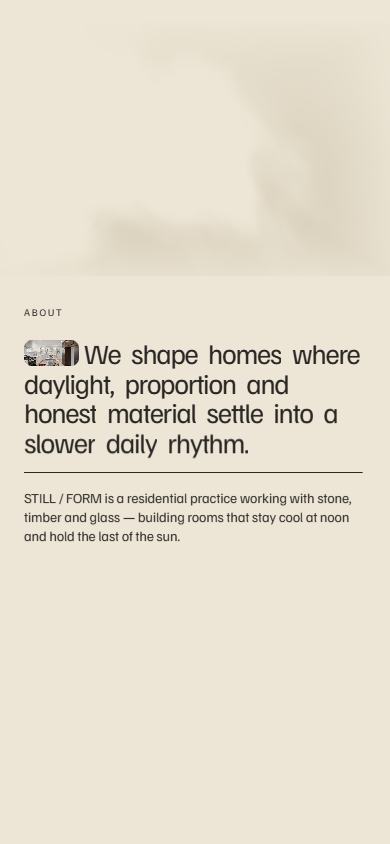 ABOUT
We shape homes where
daylight, proportion and
honest material settle into a
slower daily rhythm.
STILL / FORM is a residential practice working with stone,
timber and glass — building rooms that stay cool at noon
and hold the last of the sun.